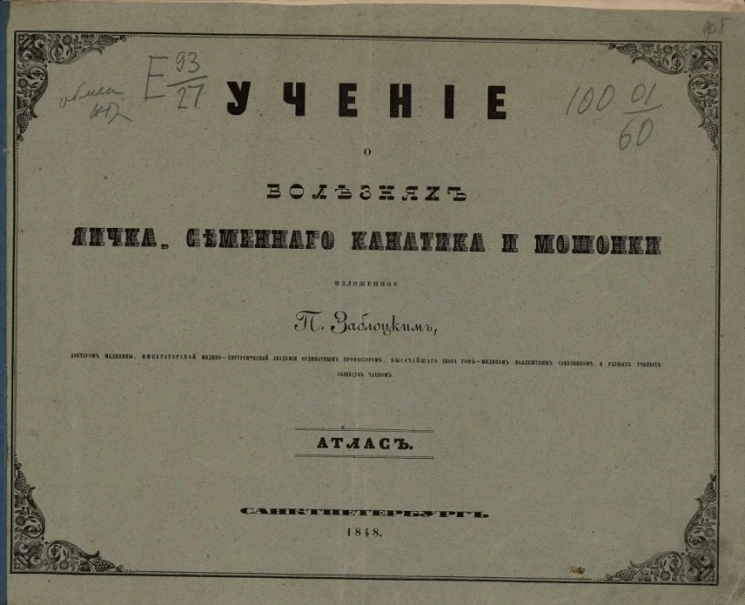 Е 93/27
100 01/60
УЧЕНІЕ
О
БОЛѢЗНЯХЪ
ЯИЧКА, СѢМЕННАГО КАНАТИКА И МОШОНКИ
ИЗЛОЖЕННОЕ
П. Заблоцкимъ,
ДОКТОРОМЪ МЕДИЦИНЫ, ИМПЕРАТОРСКОЙ МЕДИКО-ХИРУРГИЧЕСКОЙ АКАДЕМІИ ОРДИНАРНЫМЪ ПРОФЕССОРОМЪ, ВЫСОЧАЙШАГО ДВОРА ГОФЪ-МЕДИКОМЪ КОЛЛЕЖСКИМЪ СОВѢТНИКОМЪ И РАЗНЫХЪ УЧЕНЫХЪ
ОБЩЕСТВЪ ЧЛЕНОМЪ.
АТЛАСЪ.
САНКТПЕТЕРБУРГЪ
1848.